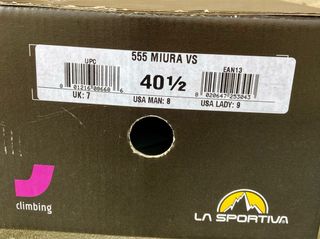 555 MIURA VS
UPC
EAN13
40½
UK: 7
USA MAN: 8
USA LADY: 9
climbing
LA SPORTIVA